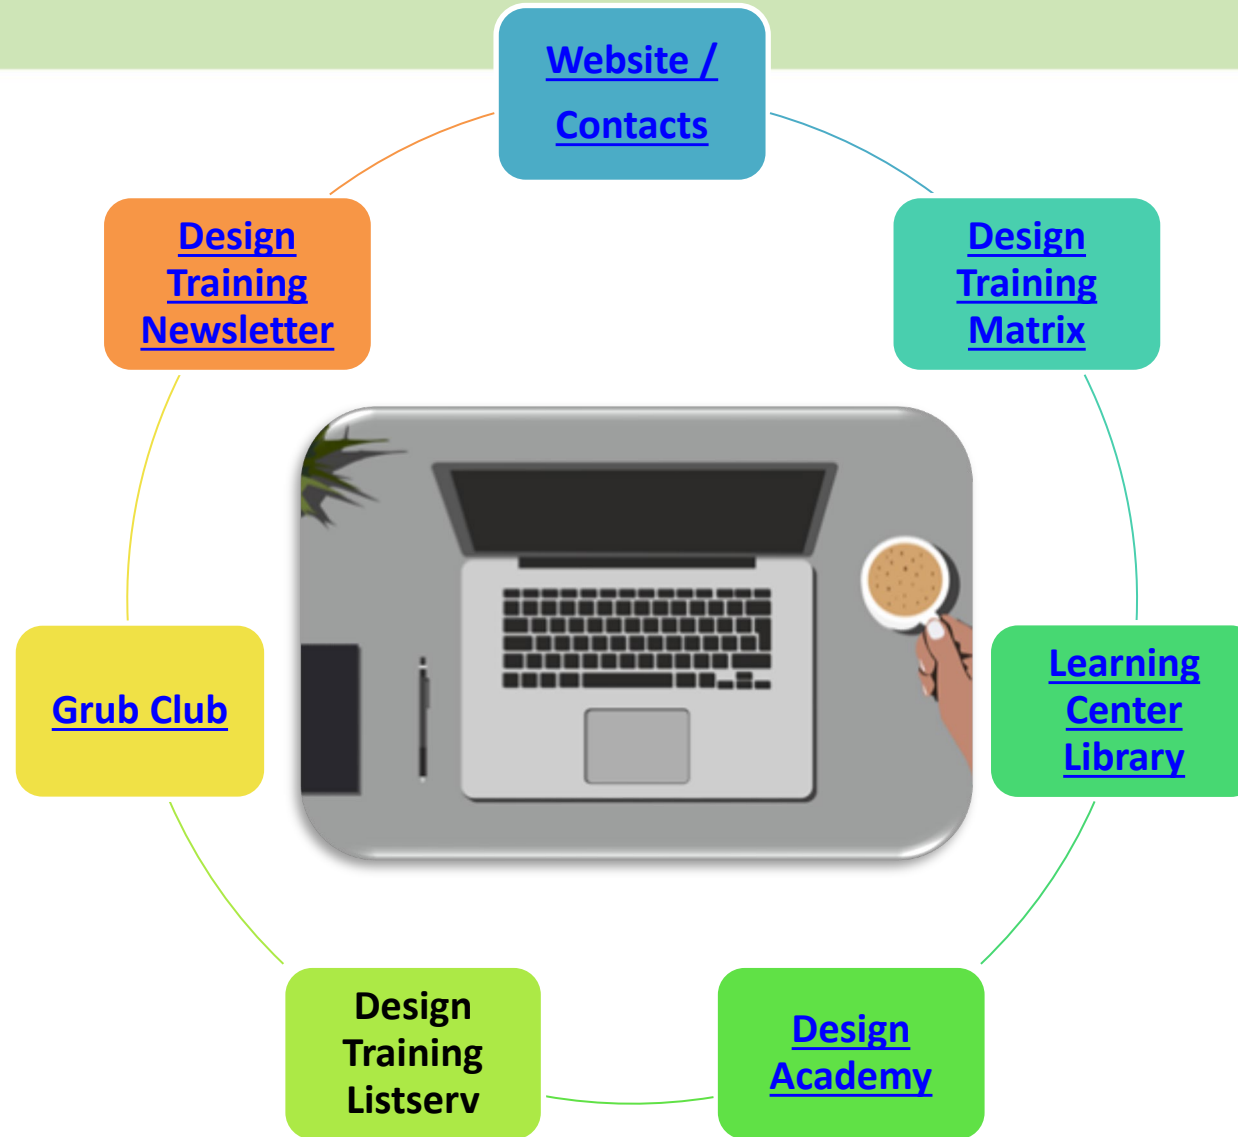 Website /
Contacts
Design
Training
Matrix
Learning
Center
Library
Design
Academy
Design
Training
Listserv
Grub Club
Design
Training
Newsletter